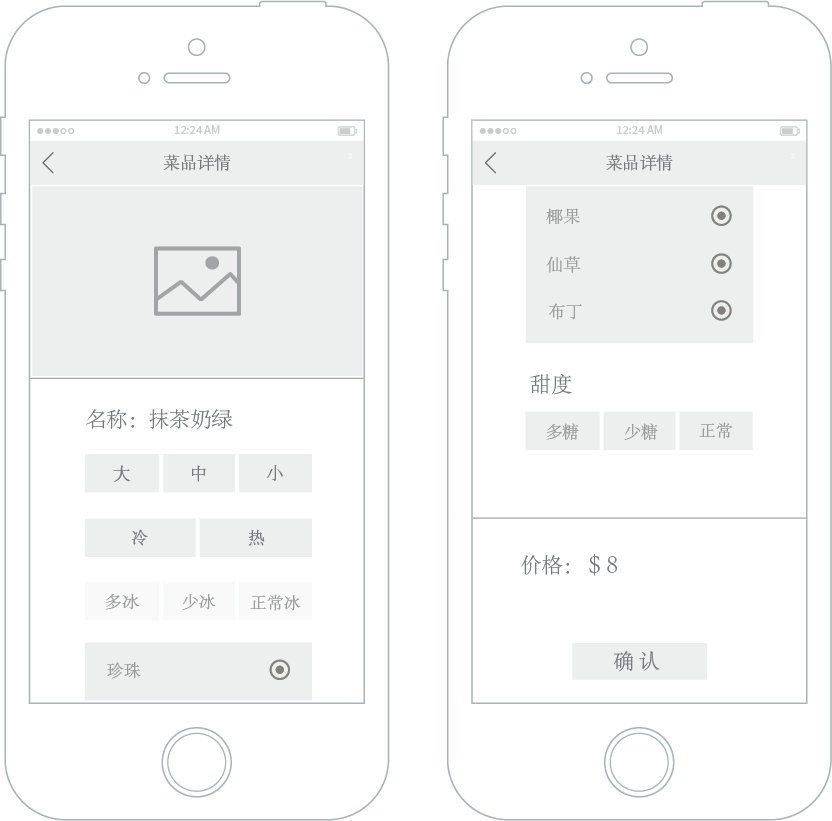 12:24 AM
菜品详情
名称：抹茶奶绿
大 中 小
冷 热
多冰 少冰 正常冰
珍珠
12:24 AM
菜品详情
椰果
仙草
布丁
甜度
多糖 少糖 正常
价格：$ 8
确 认